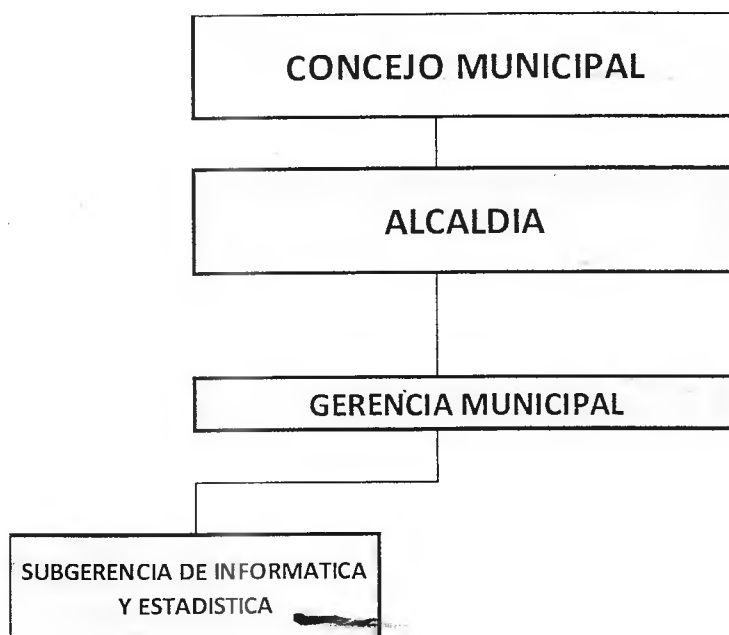 CONCEJO MUNICIPAL
ALCALDIA
GERENCIA MUNICIPAL
SUBGERENCIA DE INFORMATICA
Y ESTADISTICA